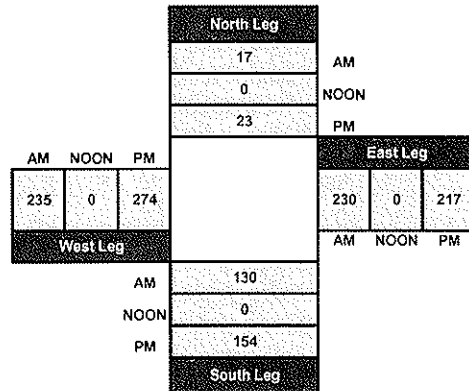 North Leg
17 AM
0 NOON
23 PM
AM NOON PM
East Leg
235 0 274
230 0 217
West Leg
AM NOON PM
AM 130
NOON 0
PM 154
South Leg